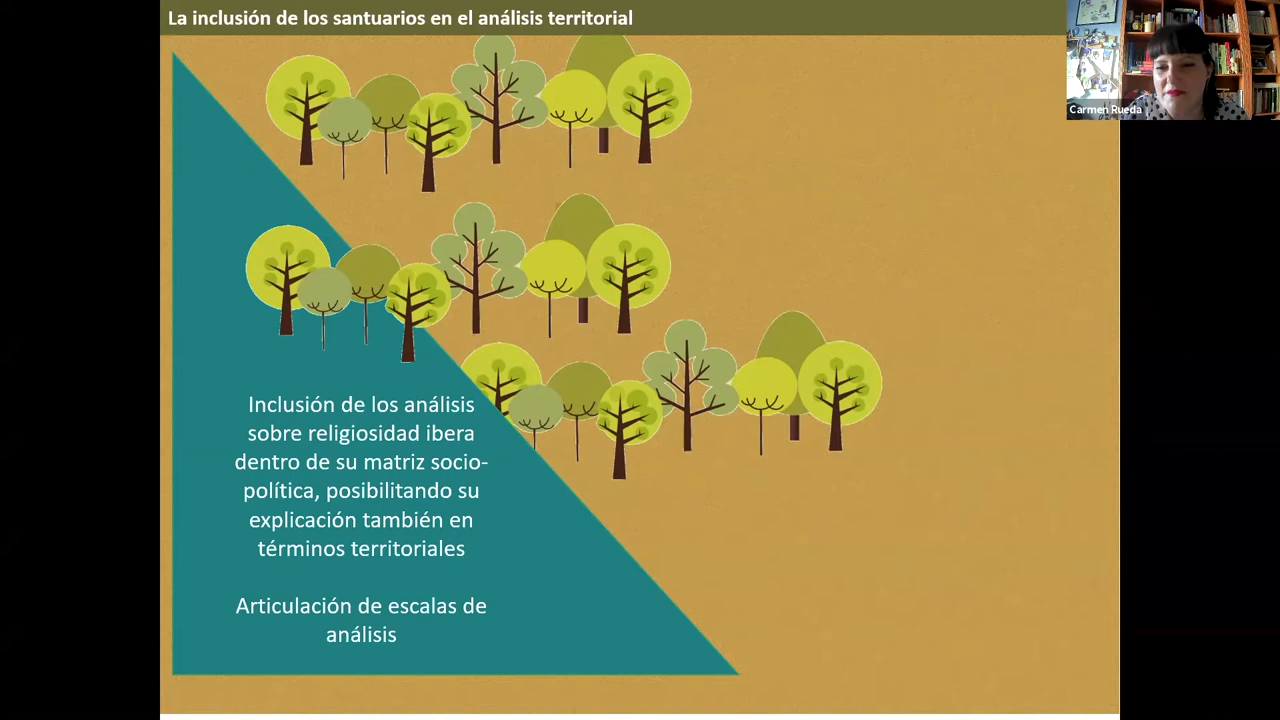 La inclusión de los santuarios en el análisis territorial
Carmen Rueda
Inclusión de los análisis
sobre religiosidad ibera
dentro de su matriz socio-
política, posibilitando su
explicación también en
términos territoriales
Articulación de escalas de
análisis